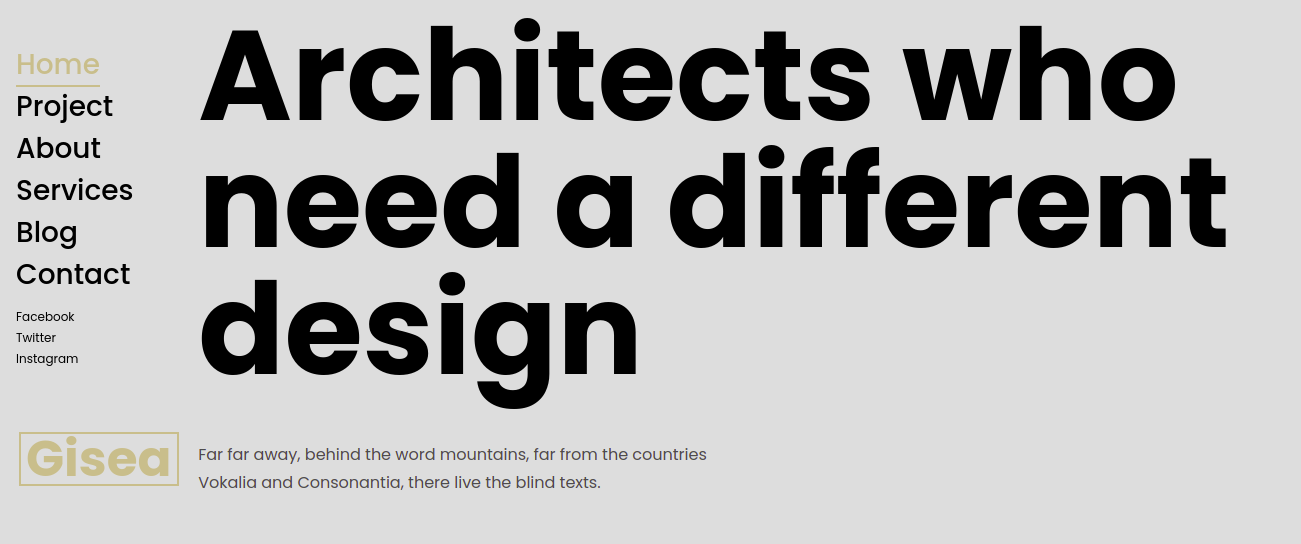 Home
Project
About
Services
Blog
Contact
Facebook
Twitter
Instagram
Gisea
Architects who
need a different
design
Far far away, behind the word mountains, far from the countries
Vokalia and Consonantia, there live the blind texts.